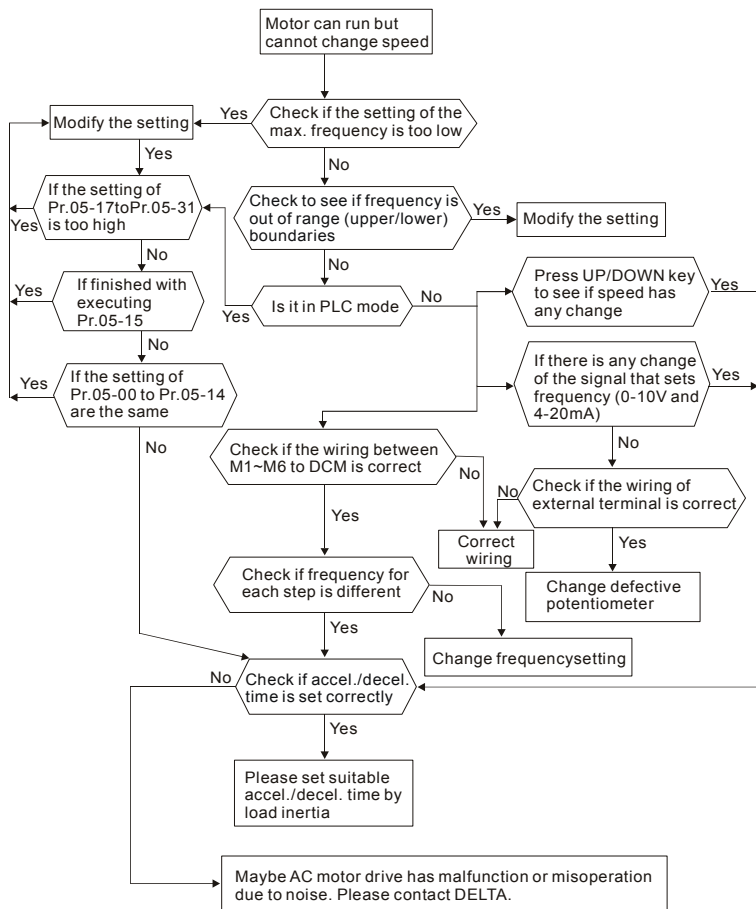 Motor can run but
cannot change speed
Yes
Check if the setting of the
max. frequency is too low
Modify the setting
Yes
No
If the setting of
Pr.05-17toPr.05-31
is too high
Yes
Check to see if frequency is
out of range (upper/lower)
boundaries
Yes
Modify the setting
No
No
If finished with
executing
Pr.05-15
Yes
Is it in PLC mode
Yes
No
Press UP/DOWN key
to see if speed has
any change
Yes
No
If the setting of
Pr.05-00 to Pr.05-14
are the same
Yes
No
If there is any change
of the signal that sets
frequency (0-10V and
4-20mA)
Yes
No
Check if the wiring between
M1~M6 to DCM is correct
No
Yes
No
Check if the wiring of
external terminal is correct
Correct
wiring
Yes
Change defective
potentiometer
Check if frequency for
each step is different
No
Yes
Change frequencysetting
No
Check if accel./decel.
time is set correctly
Yes
Please set suitable
accel./decel. time by
load inertia
Maybe AC motor drive has malfunction or misoperation
due to noise. Please contact DELTA.